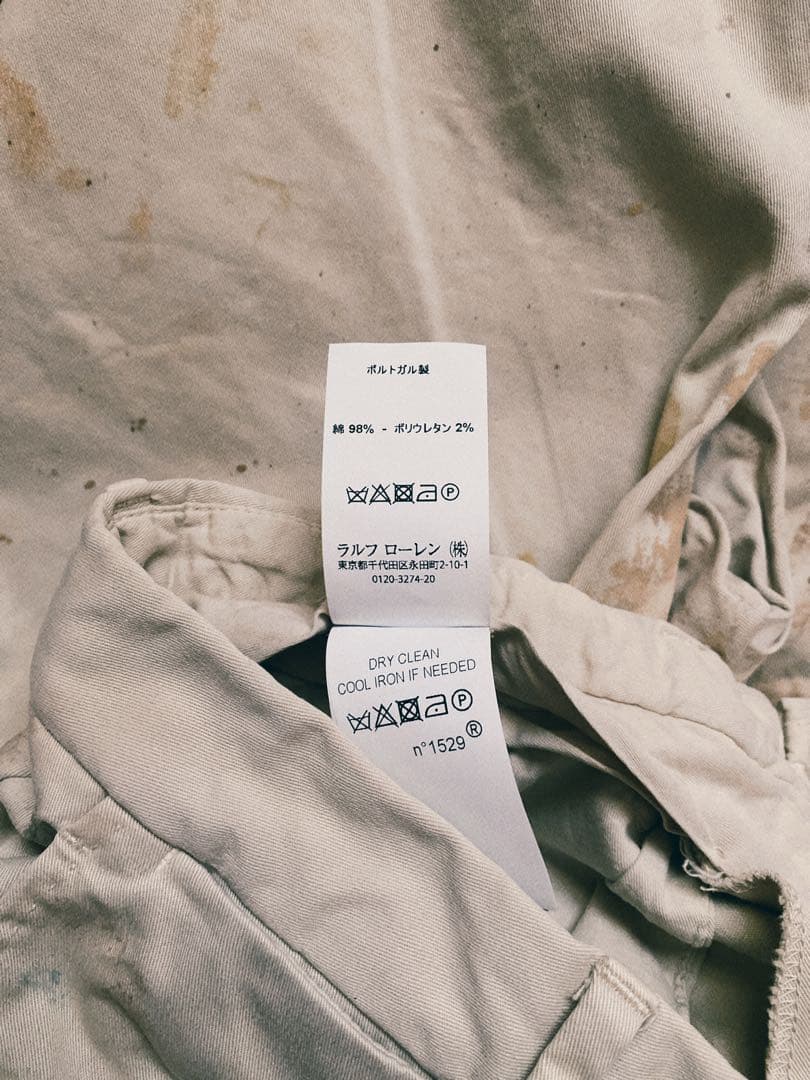 ポルトガル製
綿 98% - ポリウレタン 2%
P
ラルフ ローレン (株)
東京都千代田区永田町2-10-1
0120-3274-20
DRY CLEAN
COOL IRON IF NEEDED
P
n°1529®